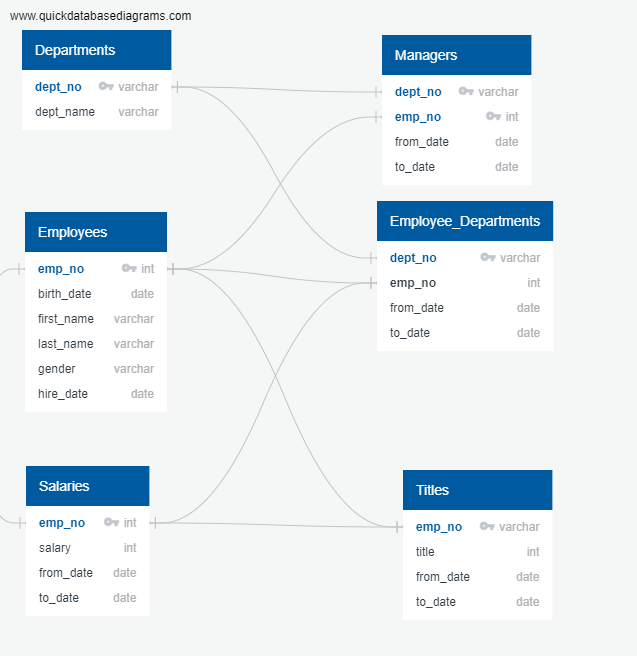 www.quickdatabasediagrams.com
Departments
dept_no varchar
dept_name varchar
Managers
dept_no varchar
emp_no int
from_date date
to_date date
Employees
emp_no int
birth_date date
first_name varchar
last_name varchar
gender varchar
hire_date date
Employee_Departments
dept_no varchar
emp_no int
from_date date
to_date date
Salaries
emp_no int
salary int
from_date date
to_date date
Titles
emp_no varchar
title int
from_date date
to_date date